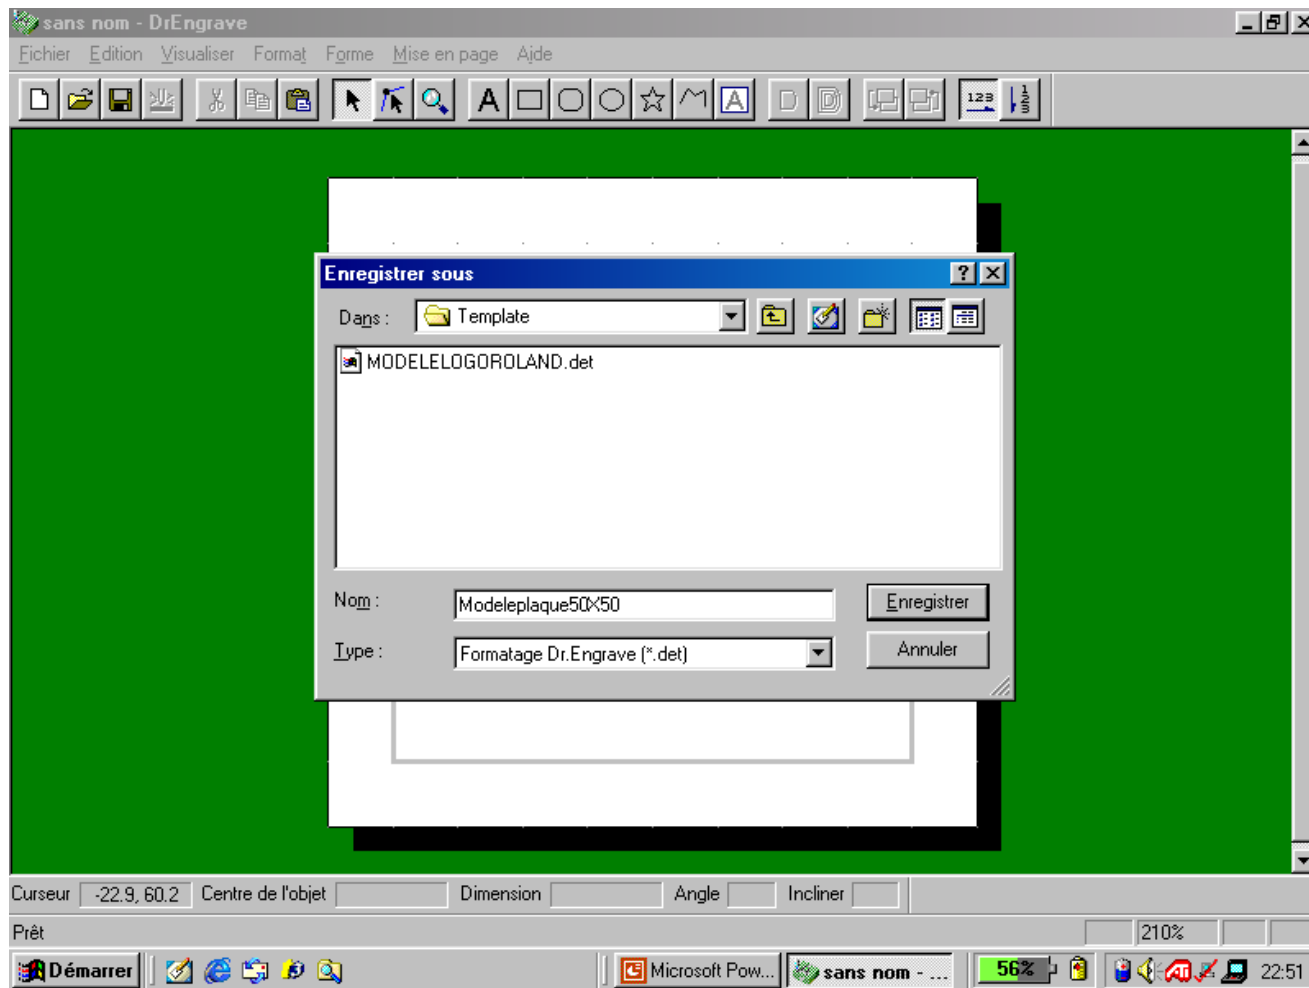 sans nom - DrEngrave
Fichier Edition Visualiser Format Forme Mise en page Aide
A A D D 123 123
Enregistrer sous
Dans : Template
MODELELOGOROLAND.det
Nom : Modeleplaque50X50 Enregistrer
Type : Formatage Dr.Engrave (*.det) Annuler
Curseur -22.9, 60.2 Centre de l'objet Dimension Angle Incliner
Prêt 210%
Démarrer Microsoft Pow... sans nom - ... 56% 22:51